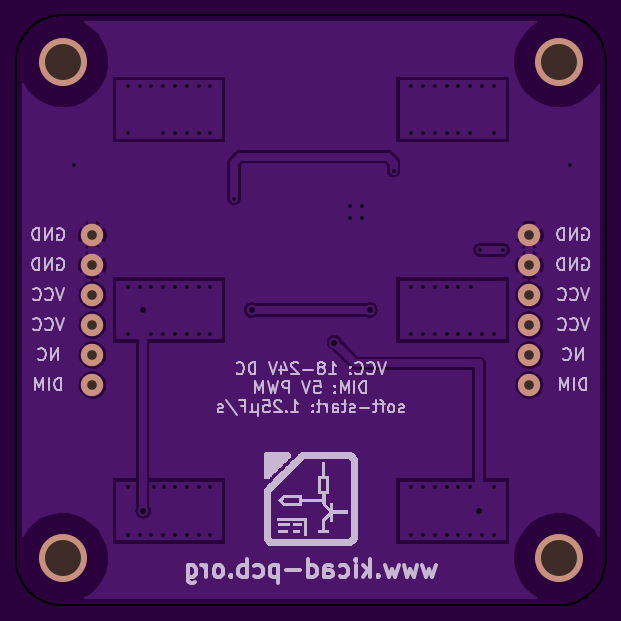 GND
GND
VCC
VCC
NC
DIM
GND
GND
VCC
VCC
NC
DIM
VCC: 18-24V DC
DIM: 5V PWM
soft-start: 1.25µF/s
www.kicad-pcb.org